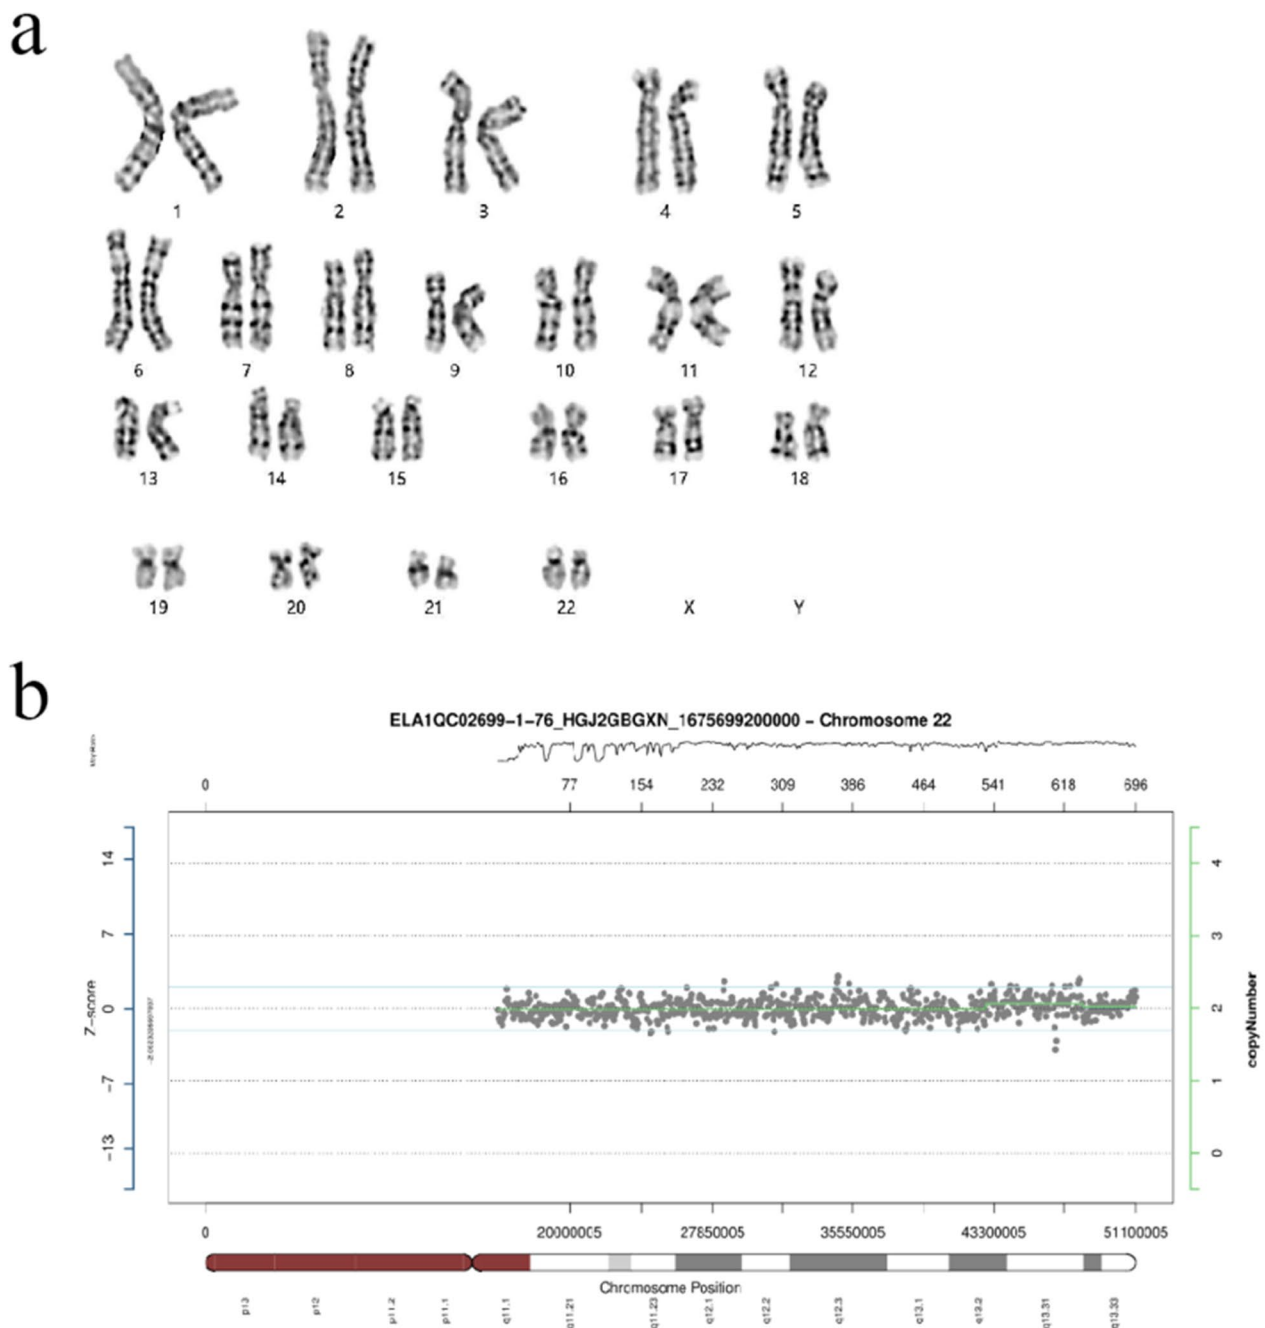 a
1 2 3 4 5
6 7 8 9 10 11 12
13 14 15 16 17 18
19 20 21 22 X Y
b
ELA1QC02699-1-76_HGJ2GBGXN_1675699200000 - Chromosome 22
0 77 154 232 309 386 464 541 618 696
14
7
0
-7
-13
Z-score
4
3
2
1
0
copyNumber
0 20000005 27850005 35550005 43300005 51100005
Chromosome Position
p13 p12 p11.2 p11.1 q11.1 q11.21 q11.23 q12.1 q12.2 q12.3 q13.1 q13.2 q13.31 q13.33